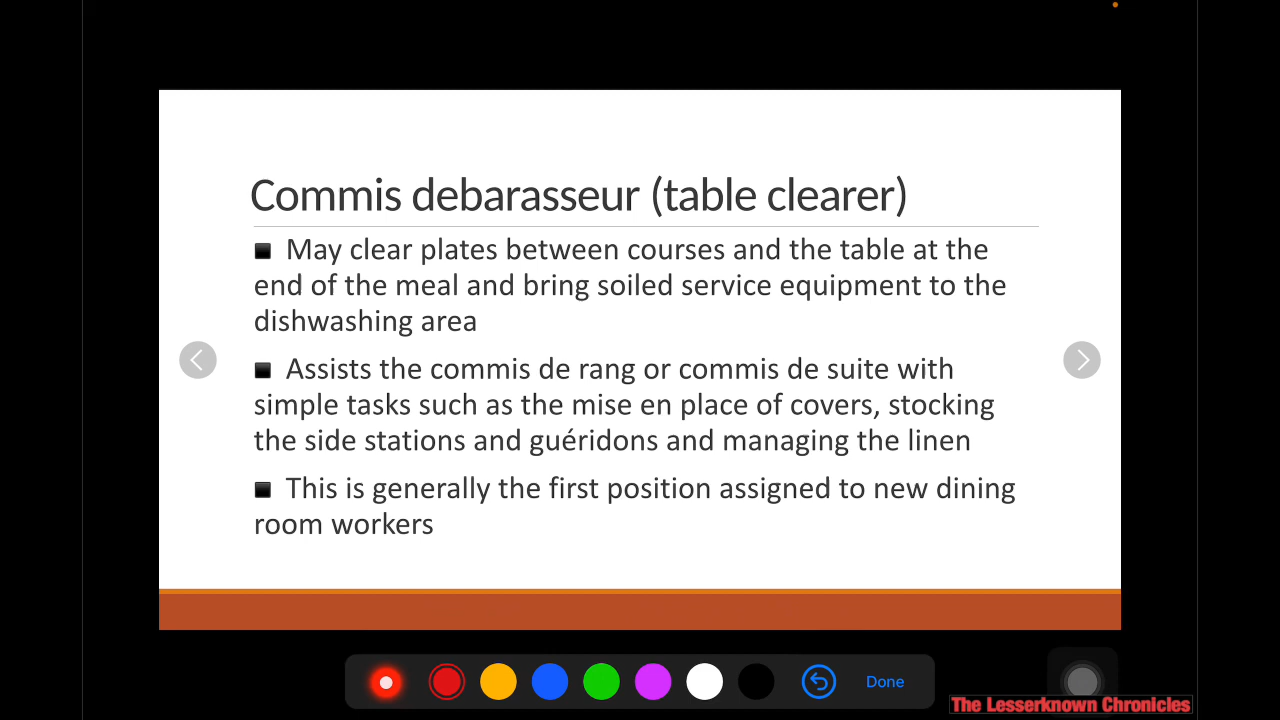 Commis debarasseur (table clearer)
May clear plates between courses and the table at the
end of the meal and bring soiled service equipment to the
dishwashing area
Assists the commis de rang or commis de suite with
simple tasks such as the mise en place of covers, stocking
the side stations and guéridons and managing the linen
This is generally the first position assigned to new dining
room workers
Done
The Lesserknown Chronicles